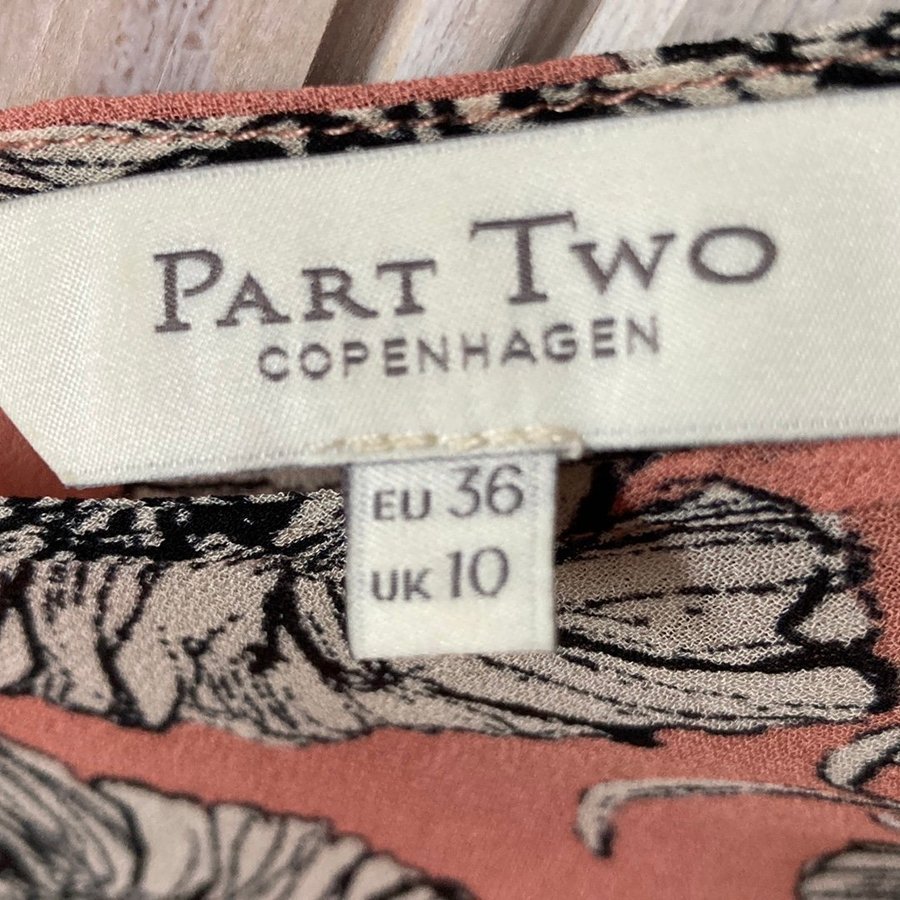 PART TWO
COPENHAGEN
EU 36
UK 10